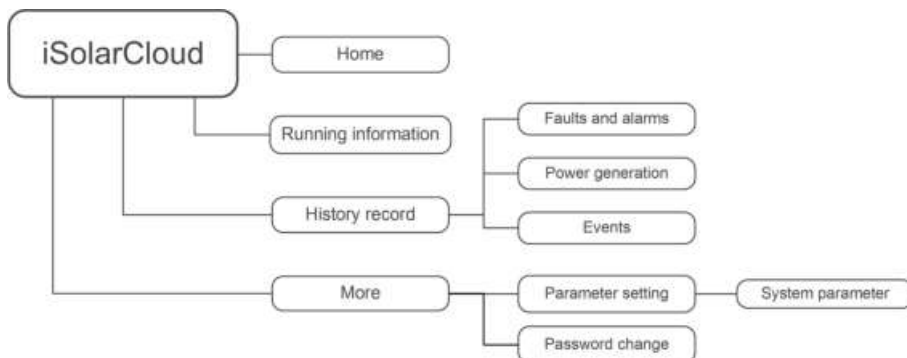 iSolarCloud
Home
Running information
Faults and alarms
Power generation
History record
Events
More
Parameter setting
System parameter
Password change